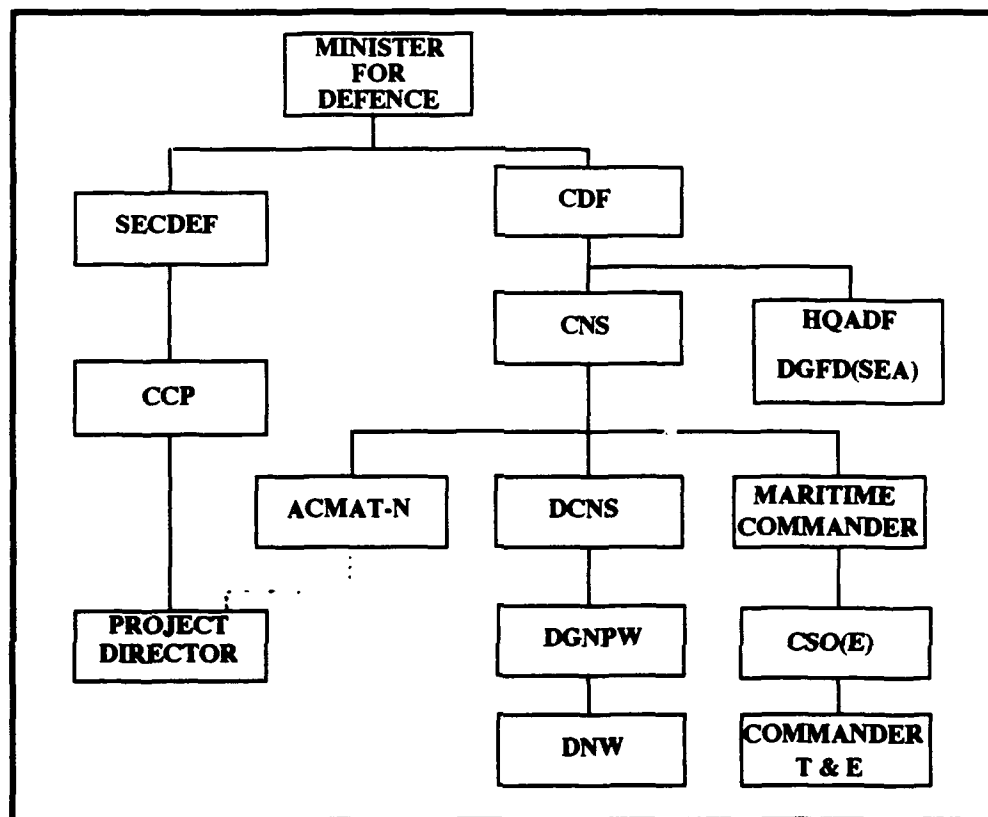 MINISTER
FOR
DEFENCE
SECDEF
CDF
CCP
CNS
HQADF
DGFD(SEA)
ACMAT-N
DCNS
MARITIME
COMMANDER
PROJECT
DIRECTOR
DGNPW
CSO(E)
DNW
COMMANDER
T & E